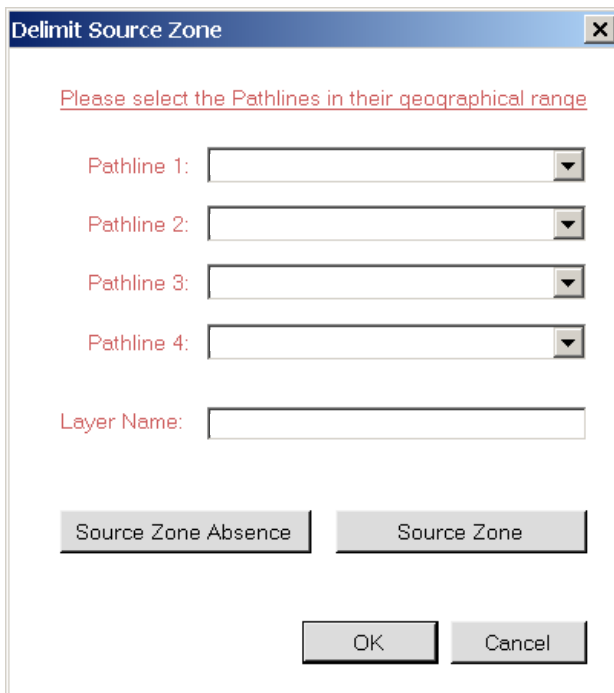 Delimit Source Zone
Please select the Pathlines in their geographical range
Pathline 1:
Pathline 2:
Pathline 3:
Pathline 4:
Layer Name:
Source Zone Absence Source Zone
OK Cancel